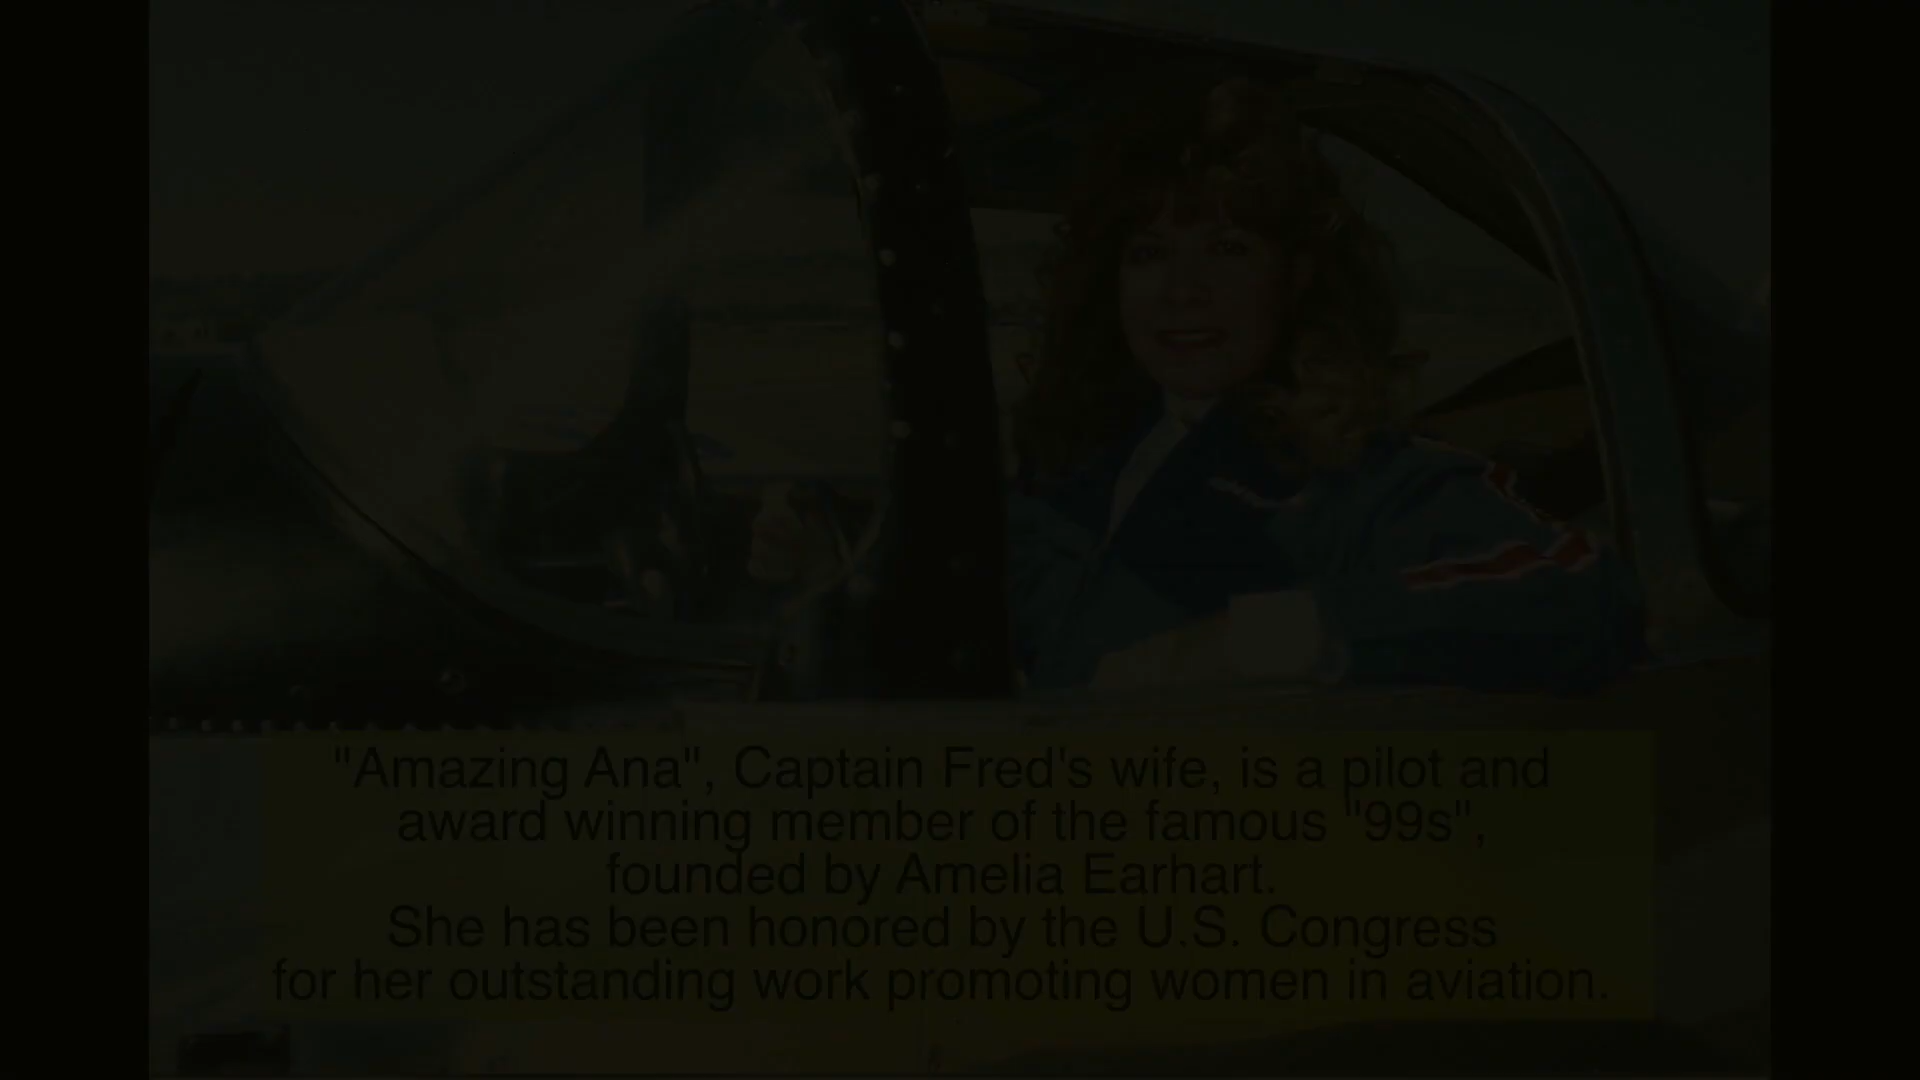 "Amazing Ana", Captain Fred's wife, is a pilot and
award winning member of the famous "99s",
founded by Amelia Earhart.
She has been honored by the U.S. Congress
for her outstanding work promoting women in aviation.